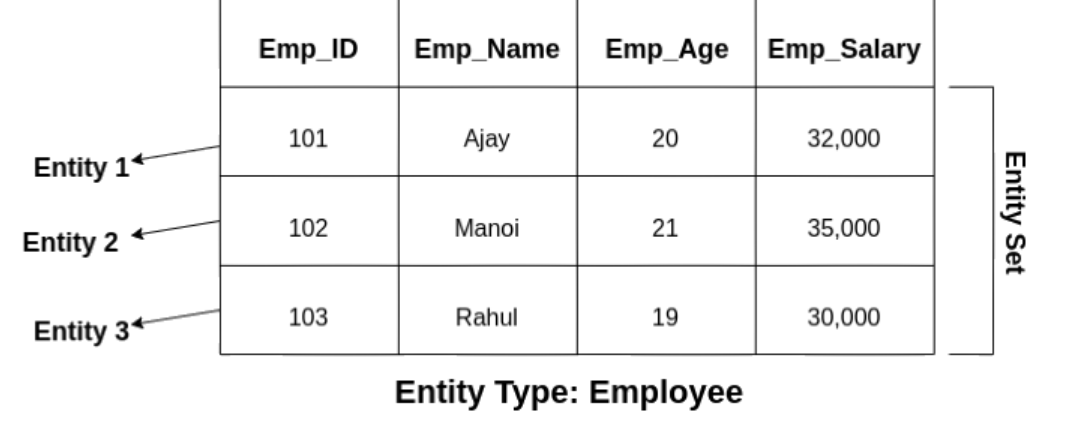 Emp_ID Emp_Name Emp_Age Emp_Salary
Entity 1 101 Ajay 20 32,000
Entity 2 102 Manoi 21 35,000
Entity 3 103 Rahul 19 30,000
Entity Set
Entity Type: Employee